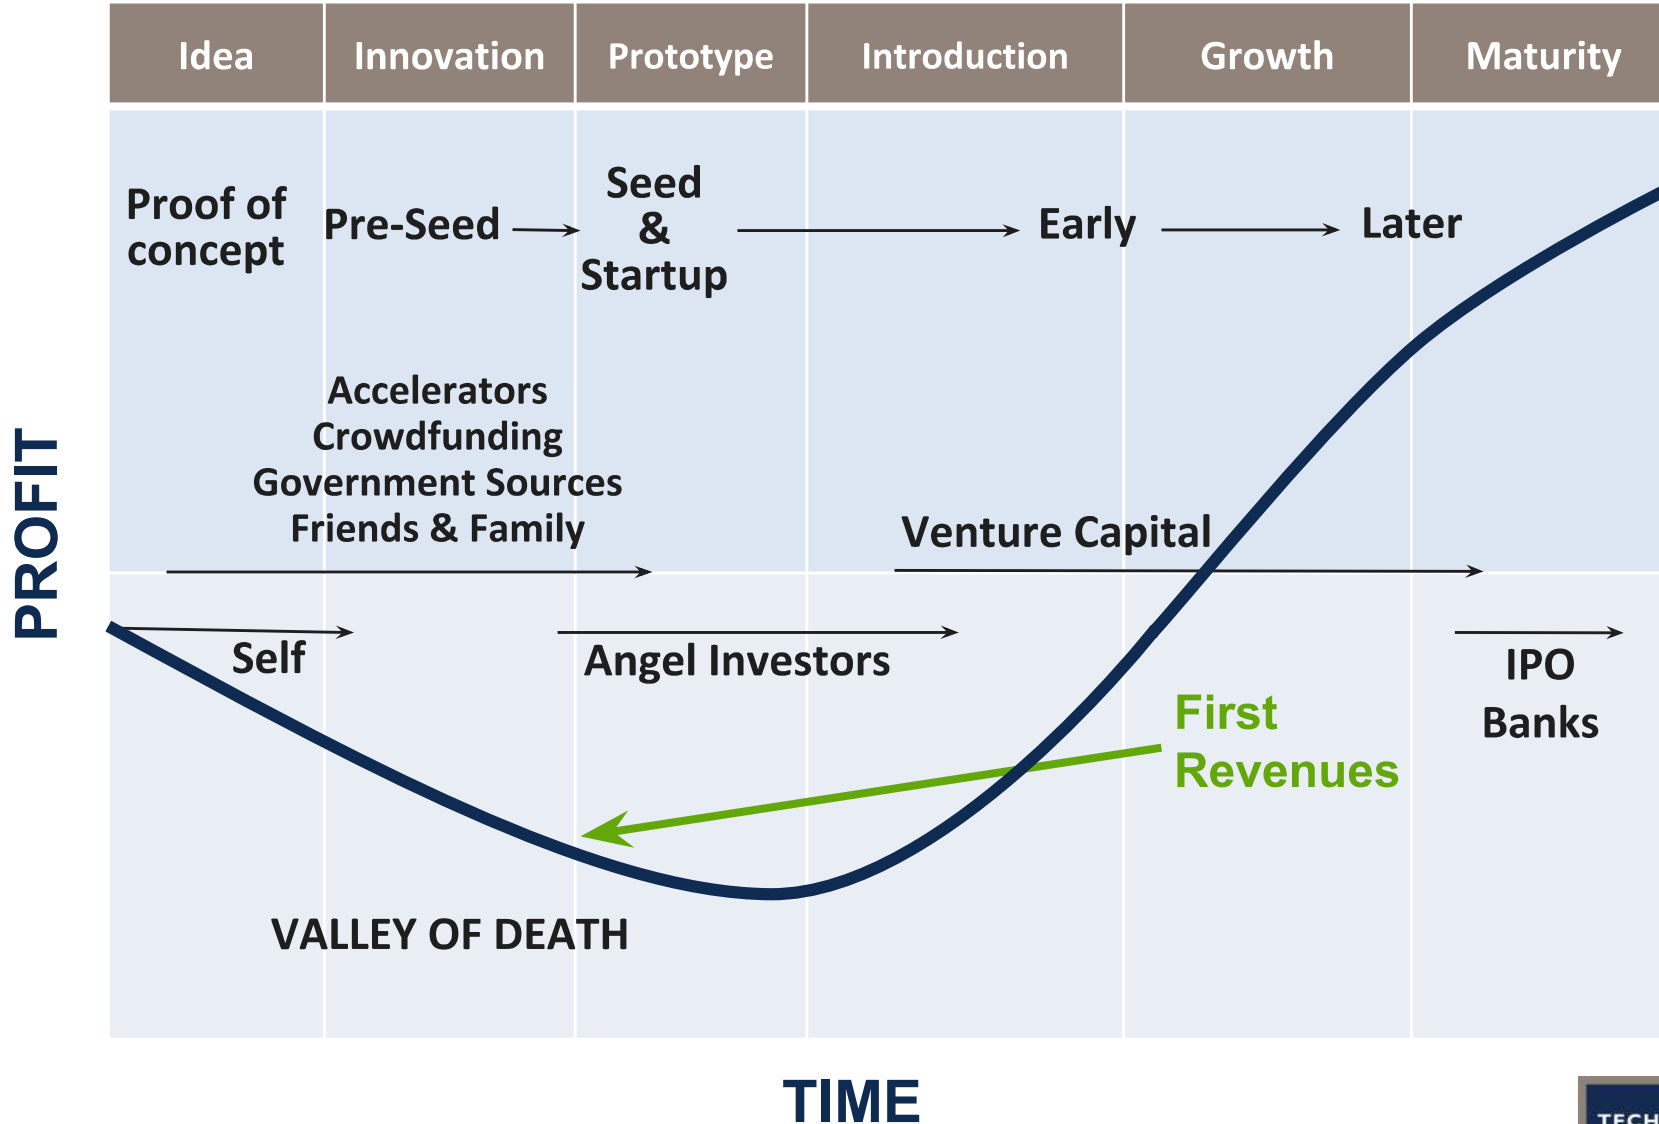 Idea Innovation Prototype Introduction Growth Maturity
Proof of
concept
Pre-Seed
Seed
&
Startup
Early
Later
Accelerators
Crowdfunding
Government Sources
Friends & Family
Venture Capital
Self
Angel Investors
IPO
Banks
First
Revenues
VALLEY OF DEATH
PROFIT
TIME
TECH